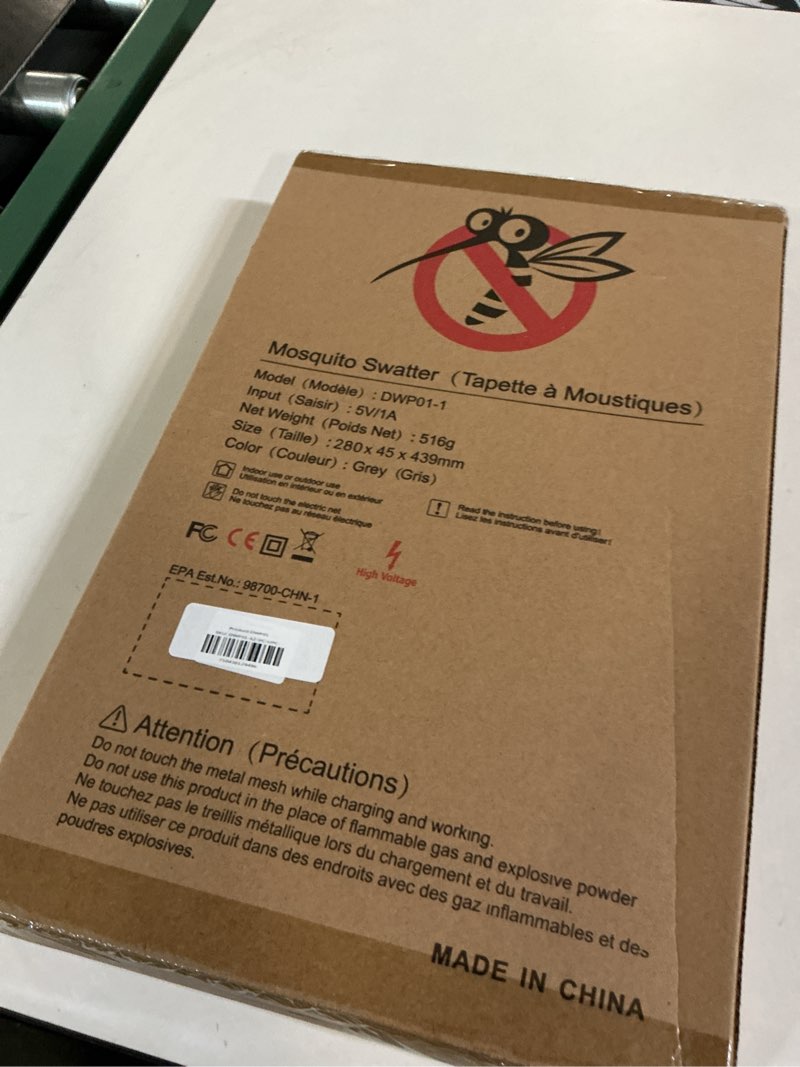 Mosquito Swatter (Tapette à Moustiques)
Model (Modèle) : DWP01-1
Input (Saisir) : 5V/1A
Net Weight (Poids Net) : 516g
Size (Taille) : 280 x 45 x 439mm
Color (Couleur) : Grey (Gris)
Indoor use or outdoor use
Utilisation en intérieur ou en extérieur
Do not touch the electric net
Ne touchez pas au réseau électrique
Read the instruction before using!
Lisez les instructions avant d'utiliser!
FC CE
High Voltage
EPA Est.No.: 98700-CHN-1
Attention (Précautions)
Do not touch the metal mesh while charging and working.
Do not use this product in the place of flammable gas and explosive powder
Ne touchez pas le treillis métallique lors du chargement et du travail.
Ne pas utiliser ce produit dans des endroits avec des gaz inflammables et des
poudres explosives.
MADE IN CHINA